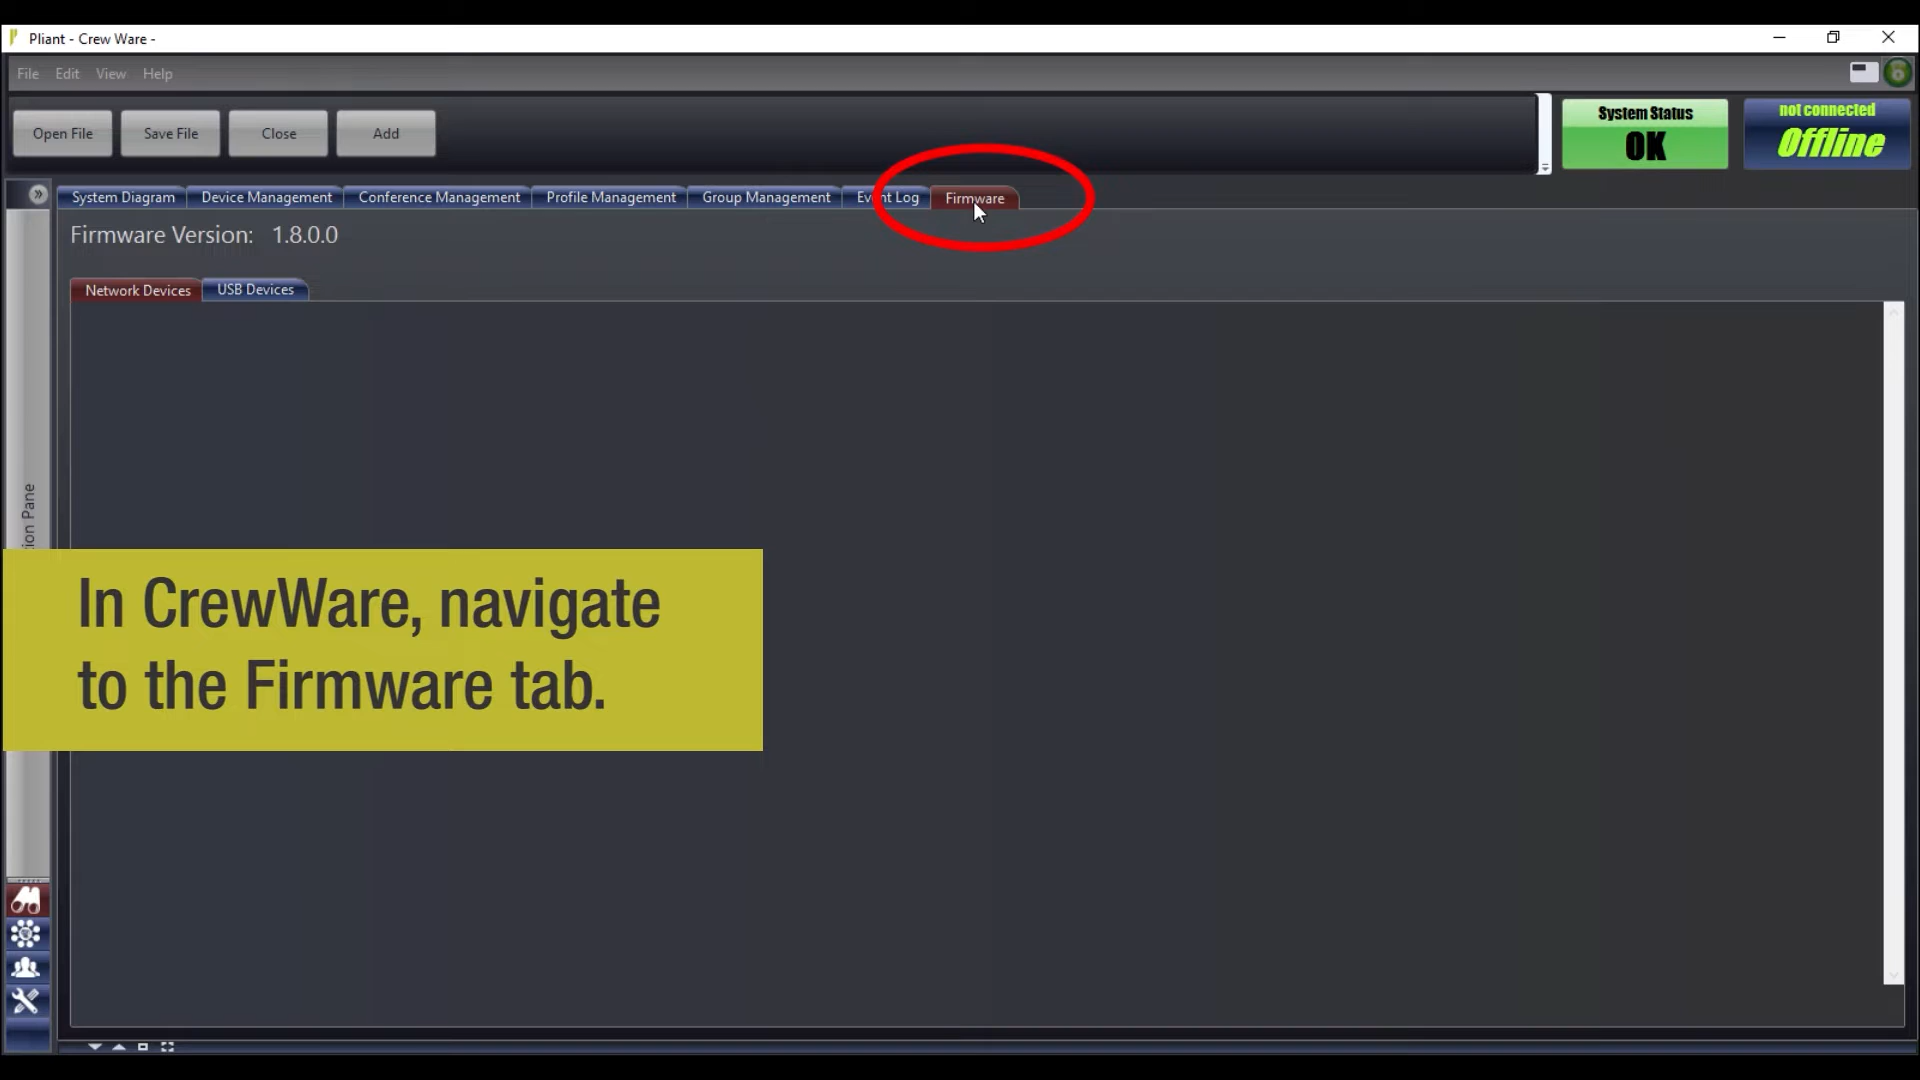 Pliant - Crew Ware -
File Edit View Help
Open File Save File Close Add
System Status
OK
not connected
Offline
System Diagram Device Management Conference Management Profile Management Group Management Event Log Firmware
Firmware Version: 1.8.0.0
Network Devices USB Devices
ion Pane
In CrewWare, navigate
to the Firmware tab.